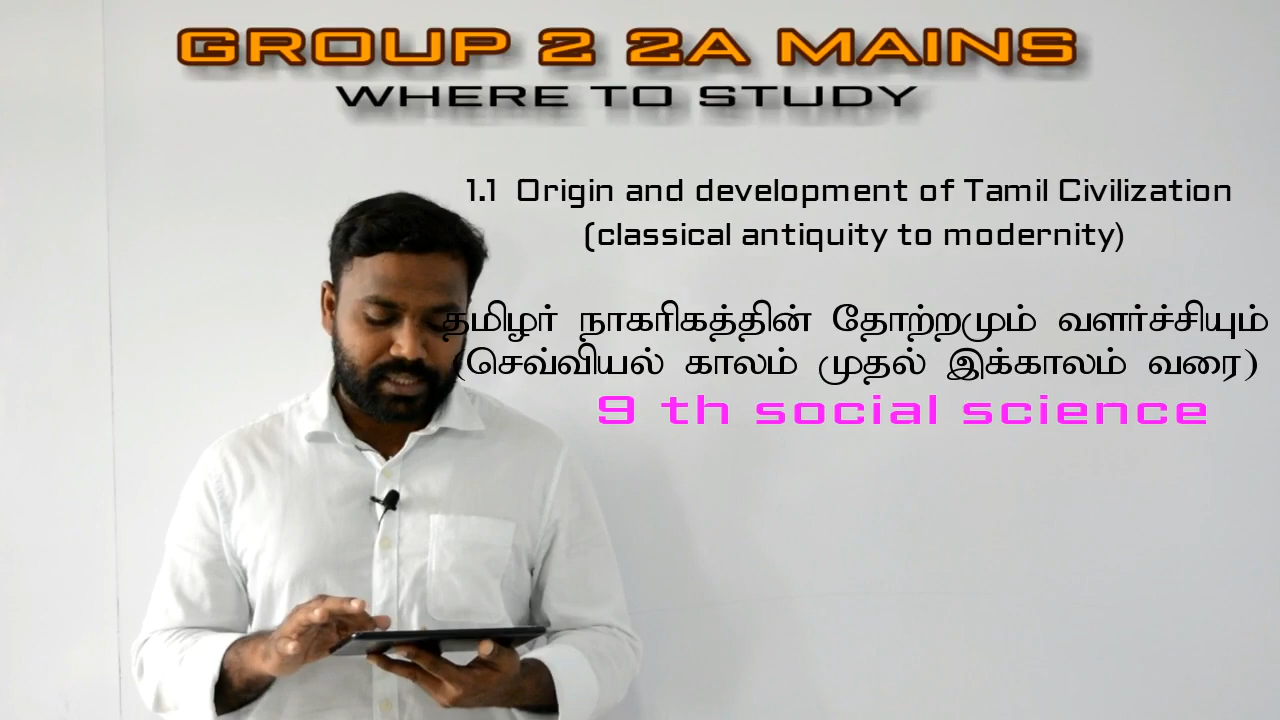 GROUP 2 2A MAINS
WHERE TO STUDY
1.1 Origin and development of Tamil Civilization
(classical antiquity to modernity)
தமிழர் நாகரிகத்தின் தோற்றமும் வளர்ச்சியும்
(செவ்வியல் காலம் முதல் இக்காலம் வரை)
9 th social science